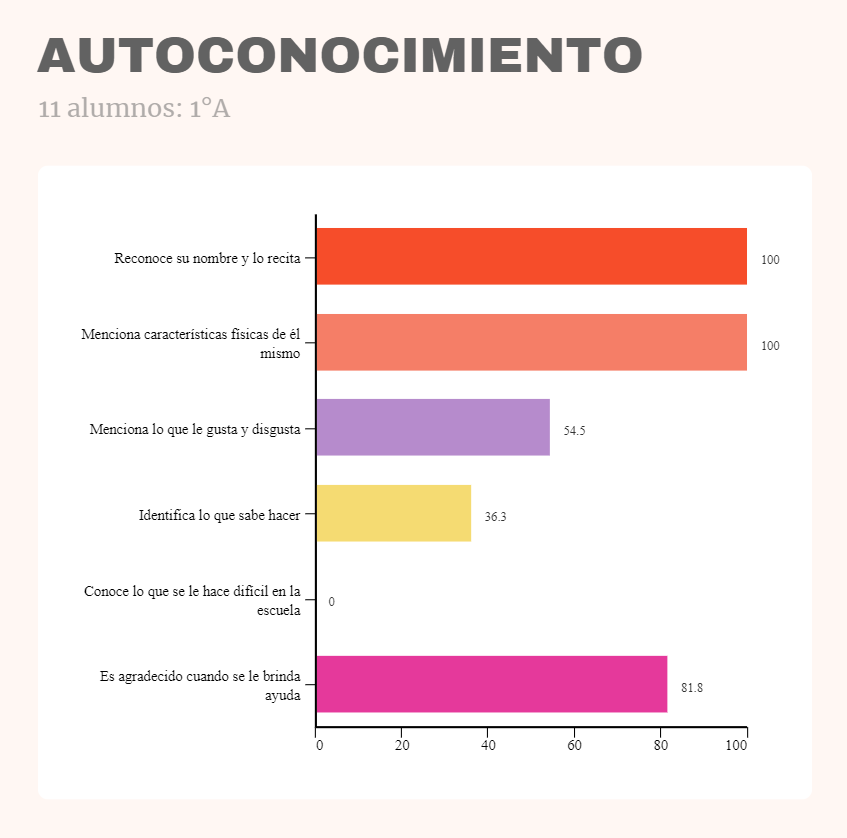 AUTOCONOCIMIENTO
11 alumnos: 1°A
Reconoce su nombre y lo recita
100
Menciona características físicas de él
mismo
100
Menciona lo que le gusta y disgusta
54.5
Identifica lo que sabe hacer
36.3
Conoce lo que se le hace difícil en la
escuela
0
Es agradecido cuando se le brinda
ayuda
81.8
0 20 40 60 80 100